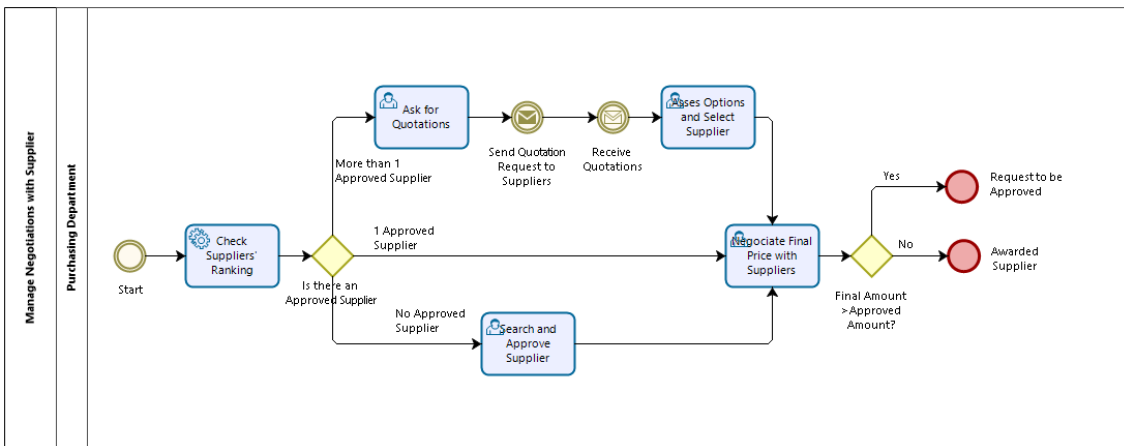 Manage Negotiations with Supplier
Purchasing Department
Ask for
Quotations
Asses Options
and Select
Supplier
Send Quotation
Request to
Suppliers
Receive
Quotations
More than 1
Approved Supplier
Yes
Request to be
Approved
1 Approved
Supplier
Check
Suppliers'
Ranking
Negociate Final
Price with
Suppliers
No
Awarded
Supplier
Start
Is there an
Approved Supplier
Final Amount
>Approved
Amount?
No Approved
Supplier
Search and
Approve
Supplier